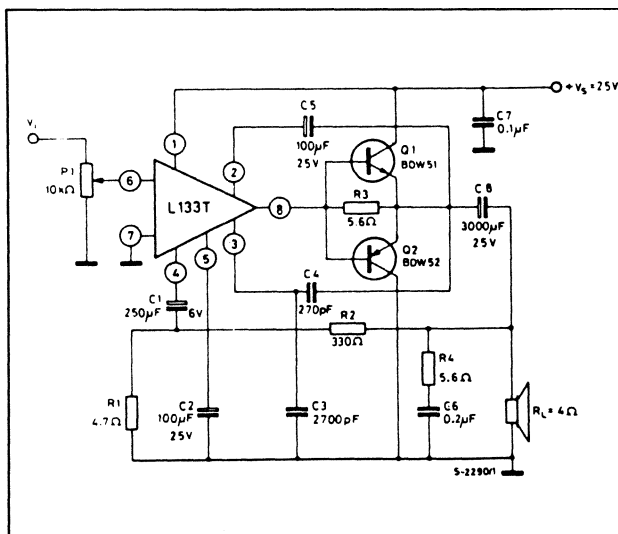 + Vs = 25V
C5
100µF
25V
C7
0.1µF
Vi
1
2
Q1
BDW51
P1
10kΩ
6
L133T
8
R3
5.6Ω
C8
3000µF
25V
7
3
4
5
Q2
BDW52
C1
250µF
6V
C4
270pF
R2
330Ω
R4
5.6Ω
R1
4.7Ω
C2
100µF
25V
C3
2700pF
C6
0.2µF
RL = 4Ω
S-2290/1